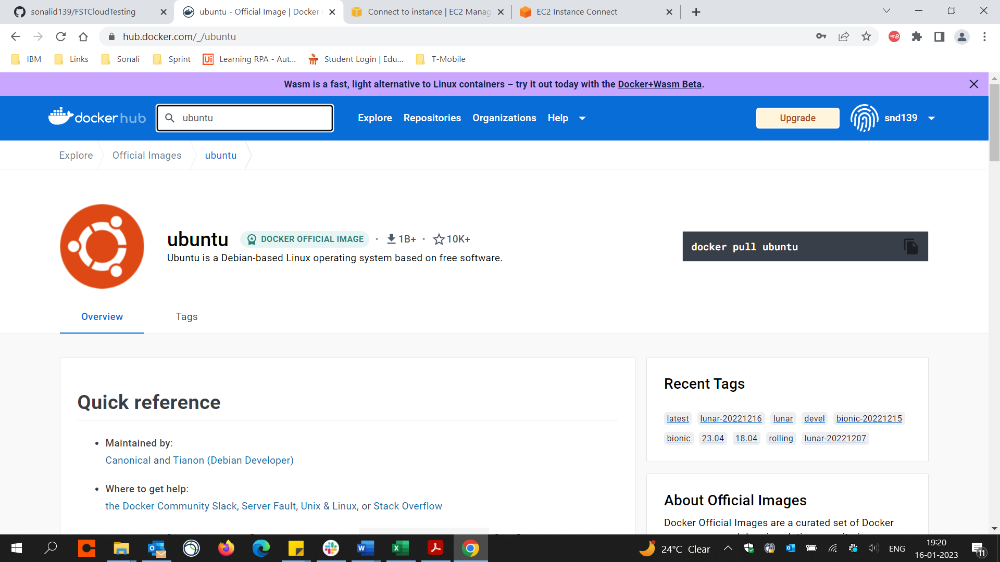 sonalid139/FSTCloudTesting
ubuntu - Official Image | Docker
Connect to instance | EC2 Manag
EC2 Instance Connect
hub.docker.com/_/ubuntu
IBM
Links
Sonali
Sprint
Learning RPA - Aut...
Student Login | Edu...
T-Mobile
Wasm is a fast, light alternative to Linux containers – try it out today with the Docker+Wasm Beta.
dockerhub
ubuntu
Explore
Repositories
Organizations
Help
Upgrade
snd139
Explore
Official Images
ubuntu
ubuntu
DOCKER OFFICIAL IMAGE
· 1B+ · 10K+
Ubuntu is a Debian-based Linux operating system based on free software.
docker pull ubuntu
Overview
Tags
Quick reference
• Maintained by:
Canonical and Tianon (Debian Developer)
• Where to get help:
the Docker Community Slack, Server Fault, Unix & Linux, or Stack Overflow
Recent Tags
latest lunar-20221216 lunar devel bionic-20221215
bionic 23.04 18.04 rolling lunar-20221207
About Official Images
Docker Official Images are a curated set of Docker
24°C Clear
ENG
19:20
16-01-2023
11